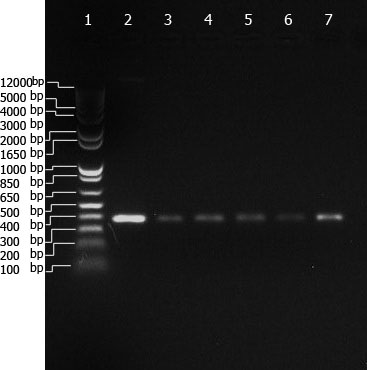 1 2 3 4 5 6 7
12000 bp
5000 bp
4000 bp
3000 bp
2000 bp
1650 bp
1000 bp
850 bp
650 bp
500 bp
400 bp
300 bp
200 bp
100 bp